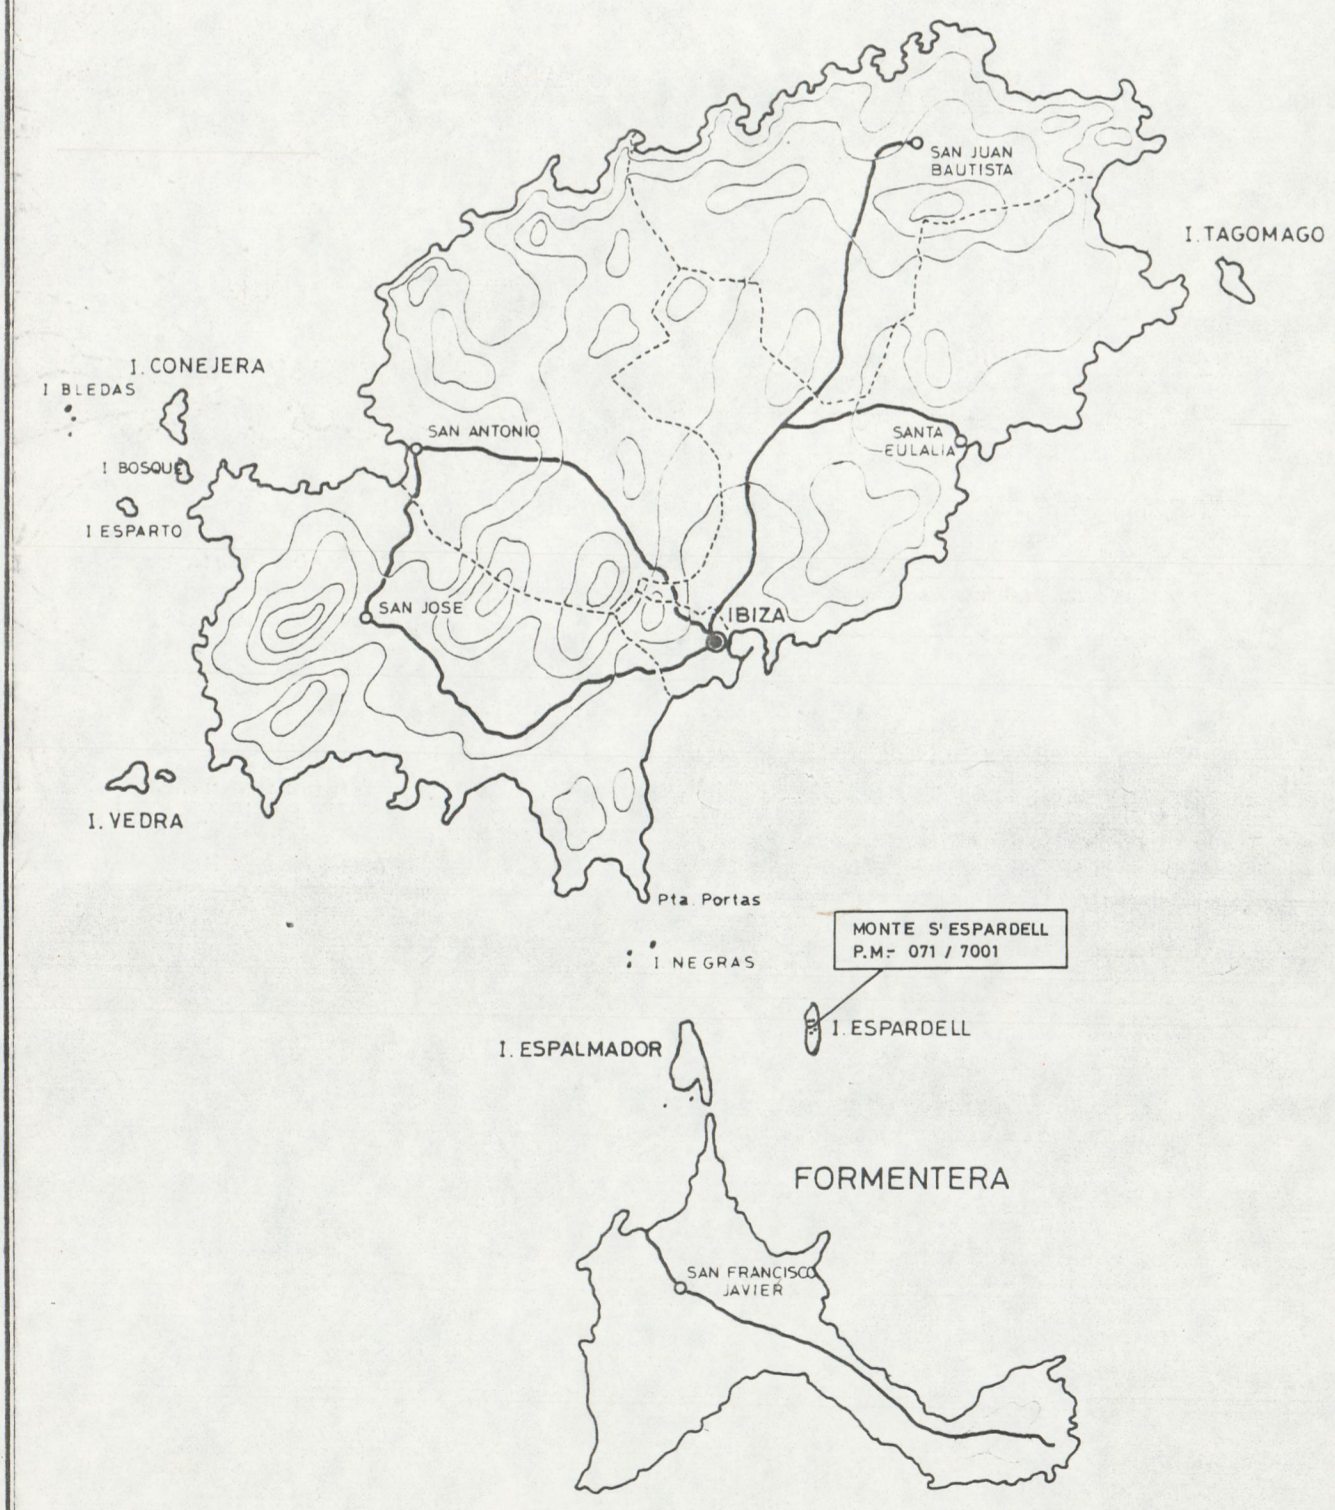 SAN JUAN
BAUTISTA
I. TAGOMAGO
I. CONEJERA
I BLEDAS
SAN ANTONIO
SANTA
EULALIA
I BOSQUE
I ESPARTO
SAN JOSE
IBIZA
I. VEDRA
Pta. Portas
MONTE S'ESPARDELL
P.M.- 071 / 7001
I NEGRAS
I. ESPARDELL
I. ESPALMADOR
FORMENTERA
SAN FRANCISCO
JAVIER